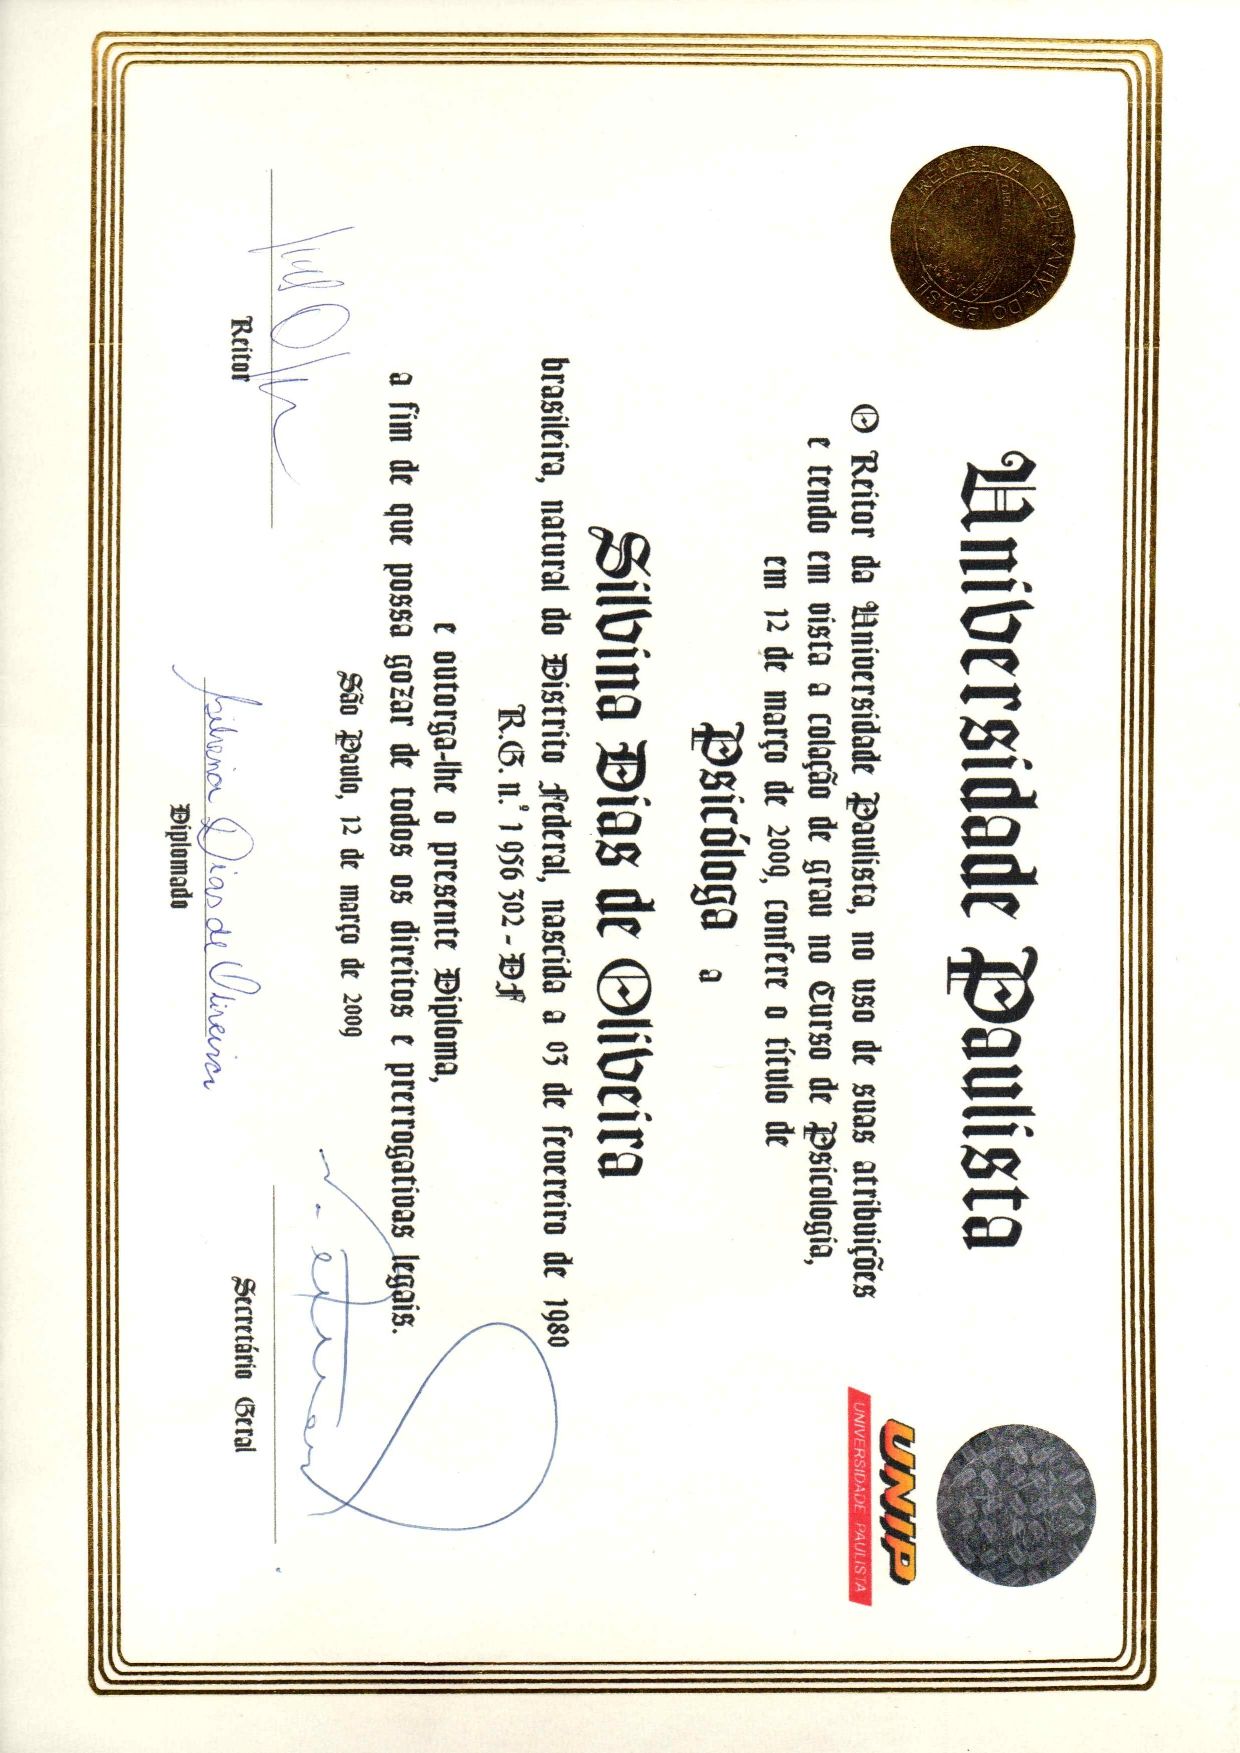 REPÚBLICA FEDERATIVA DO BRASIL
Universidade Paulista
UNIP
UNIVERSIDADE PAULISTA
O Reitor da Universidade Paulista, no uso de suas atribuições
e tendo em vista a colação de grau no Curso de Psicologia,
em 12 de março de 2009, confere o título de
Psicóloga a
Silvina Dias de Oliveira
brasileira, natural do Distrito Federal, nascida a 03 de fevereiro de 1980
R.G. n.º 1 956 302 - DF
e outorga-lhe o presente Diploma,
a fim de que possa gozar de todos os direitos e prerrogativas legais.
São Paulo, 12 de março de 2009
Reitor
Silvina Dias de Oliveira
Diplomado
Secretário Geral